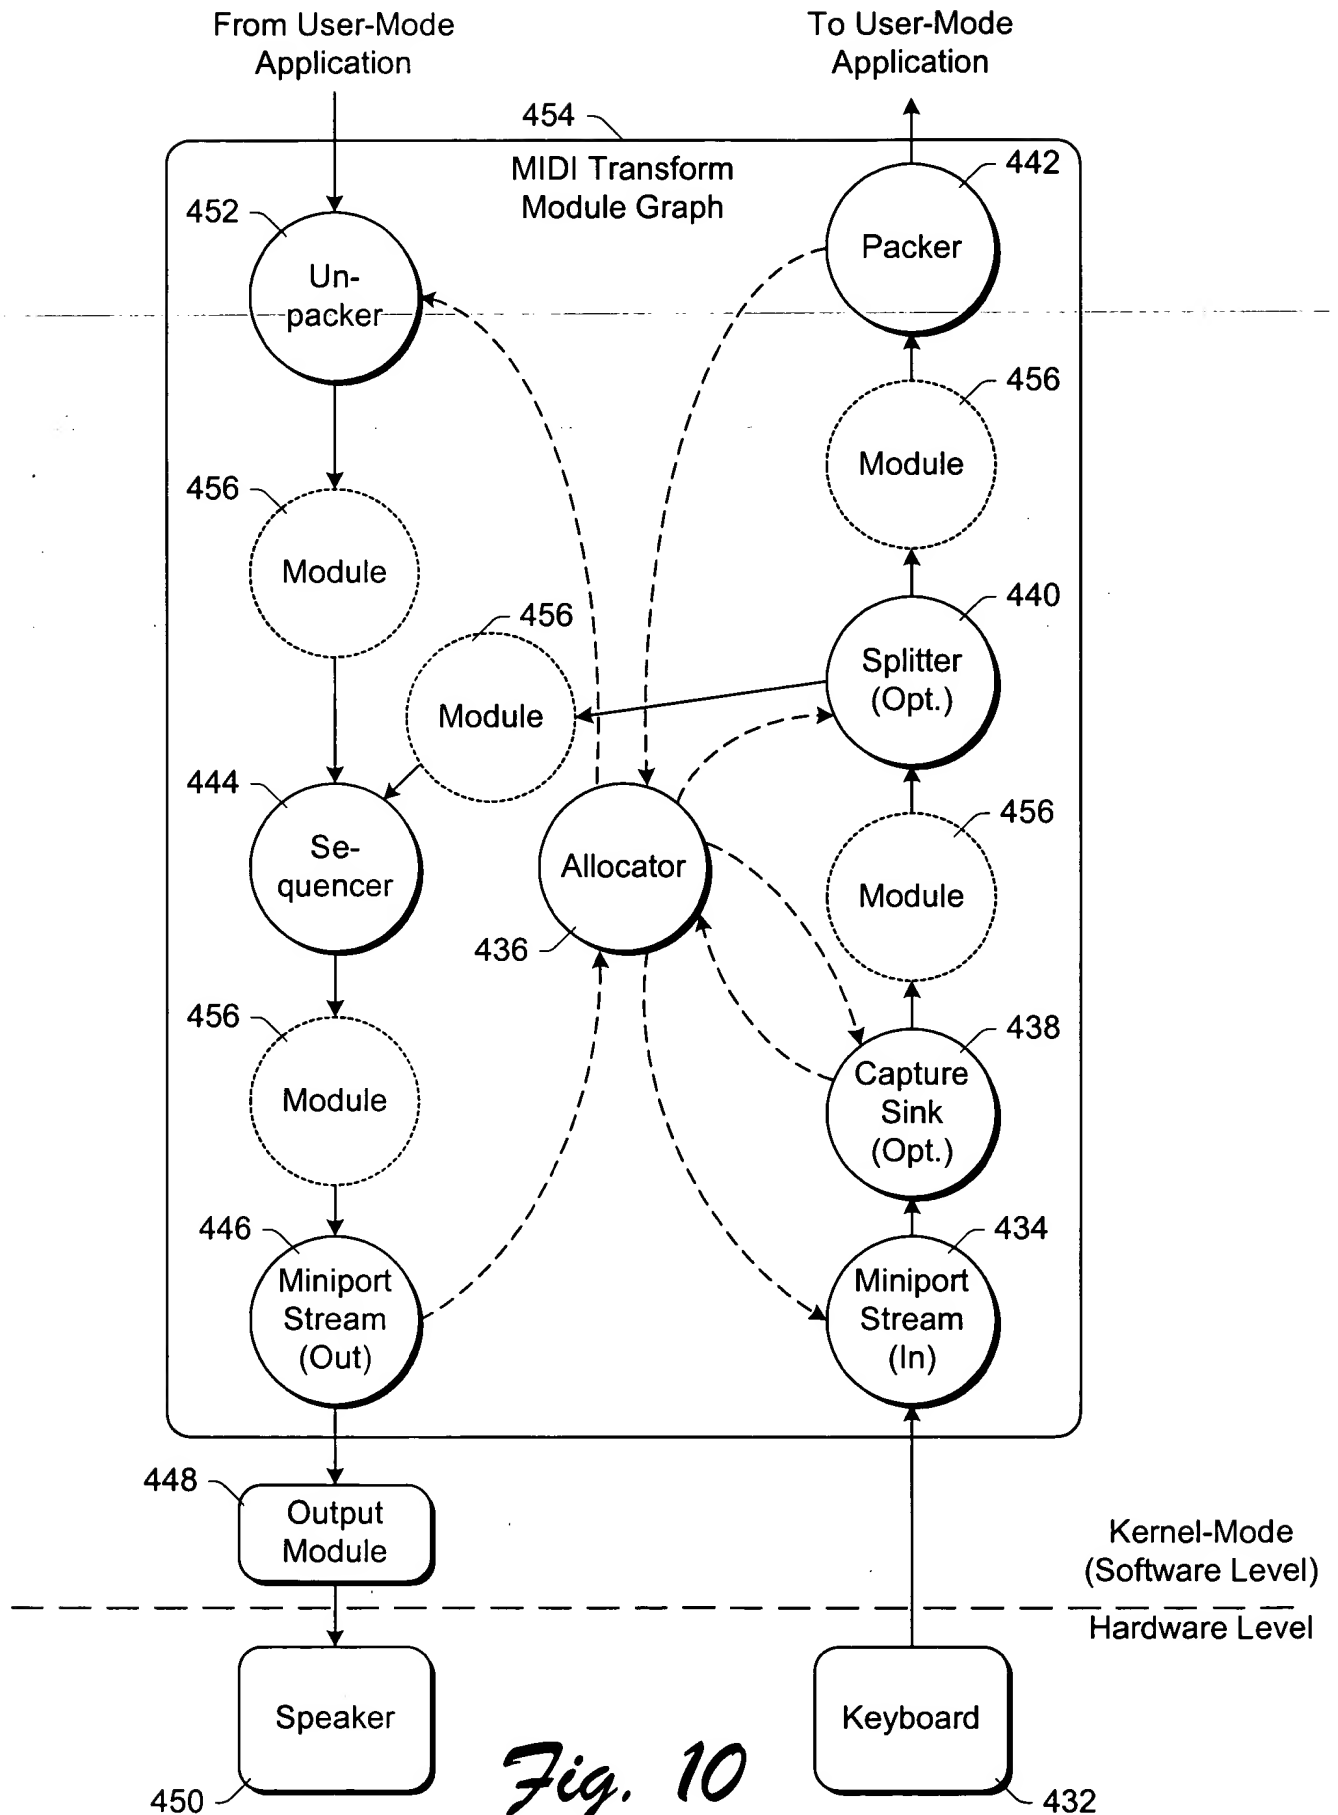 From User-Mode
Application
To User-Mode
Application
454
MIDI Transform
Module Graph
442
Packer
452
Un-
packer
456
Module
456
Module
456
Module
440
Splitter
(Opt.)
444
Se-
quencer
Allocator
436
456
Module
456
Module
438
Capture
Sink
(Opt.)
446
Miniport
Stream
(Out)
434
Miniport
Stream
(In)
448
Output
Module
Kernel-Mode
(Software Level)
Hardware Level
Speaker
450
Keyboard
432
Fig. 10